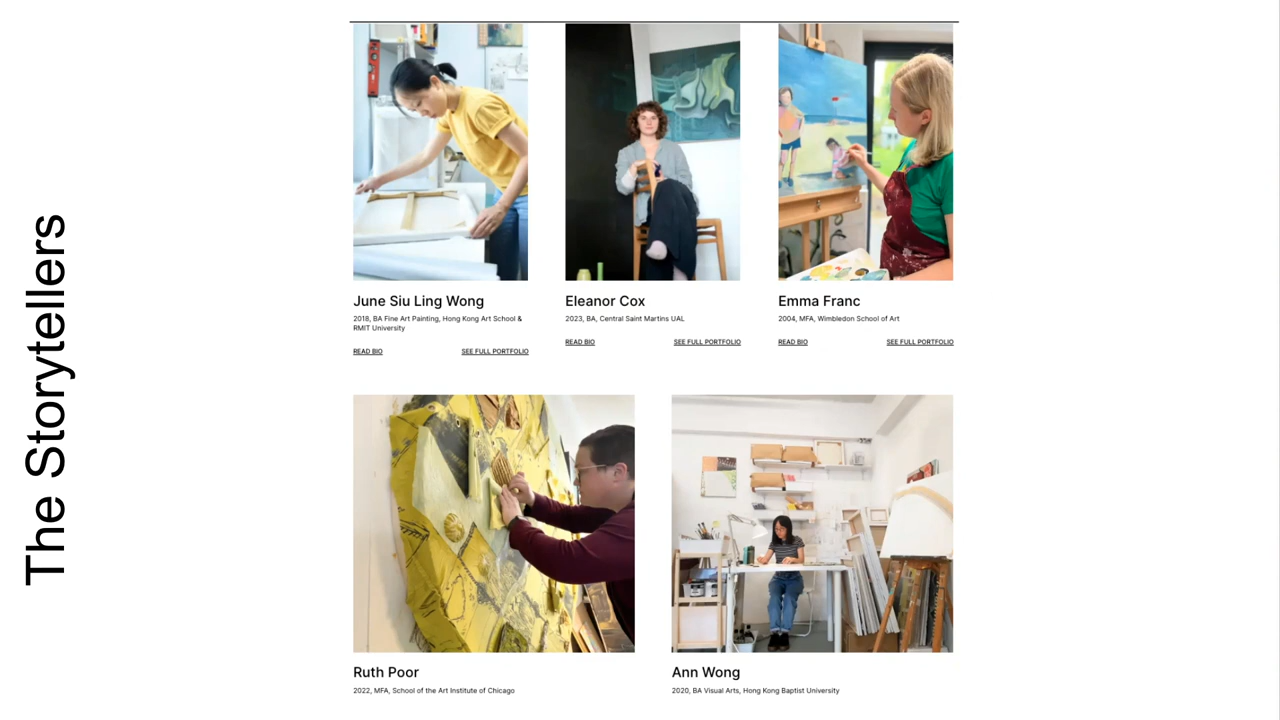 The Storytellers
June Siu Ling Wong
2018, BA Fine Art Painting, Hong Kong Art School &
RMIT University
READ BIO
SEE FULL PORTFOLIO
Eleanor Cox
2023, BA, Central Saint Martins UAL
READ BIO
SEE FULL PORTFOLIO
Emma Franc
2004, MFA, Wimbledon School of Art
READ BIO
SEE FULL PORTFOLIO
Ruth Poor
2022, MFA, School of the Art Institute of Chicago
Ann Wong
2020, BA Visual Arts, Hong Kong Baptist University